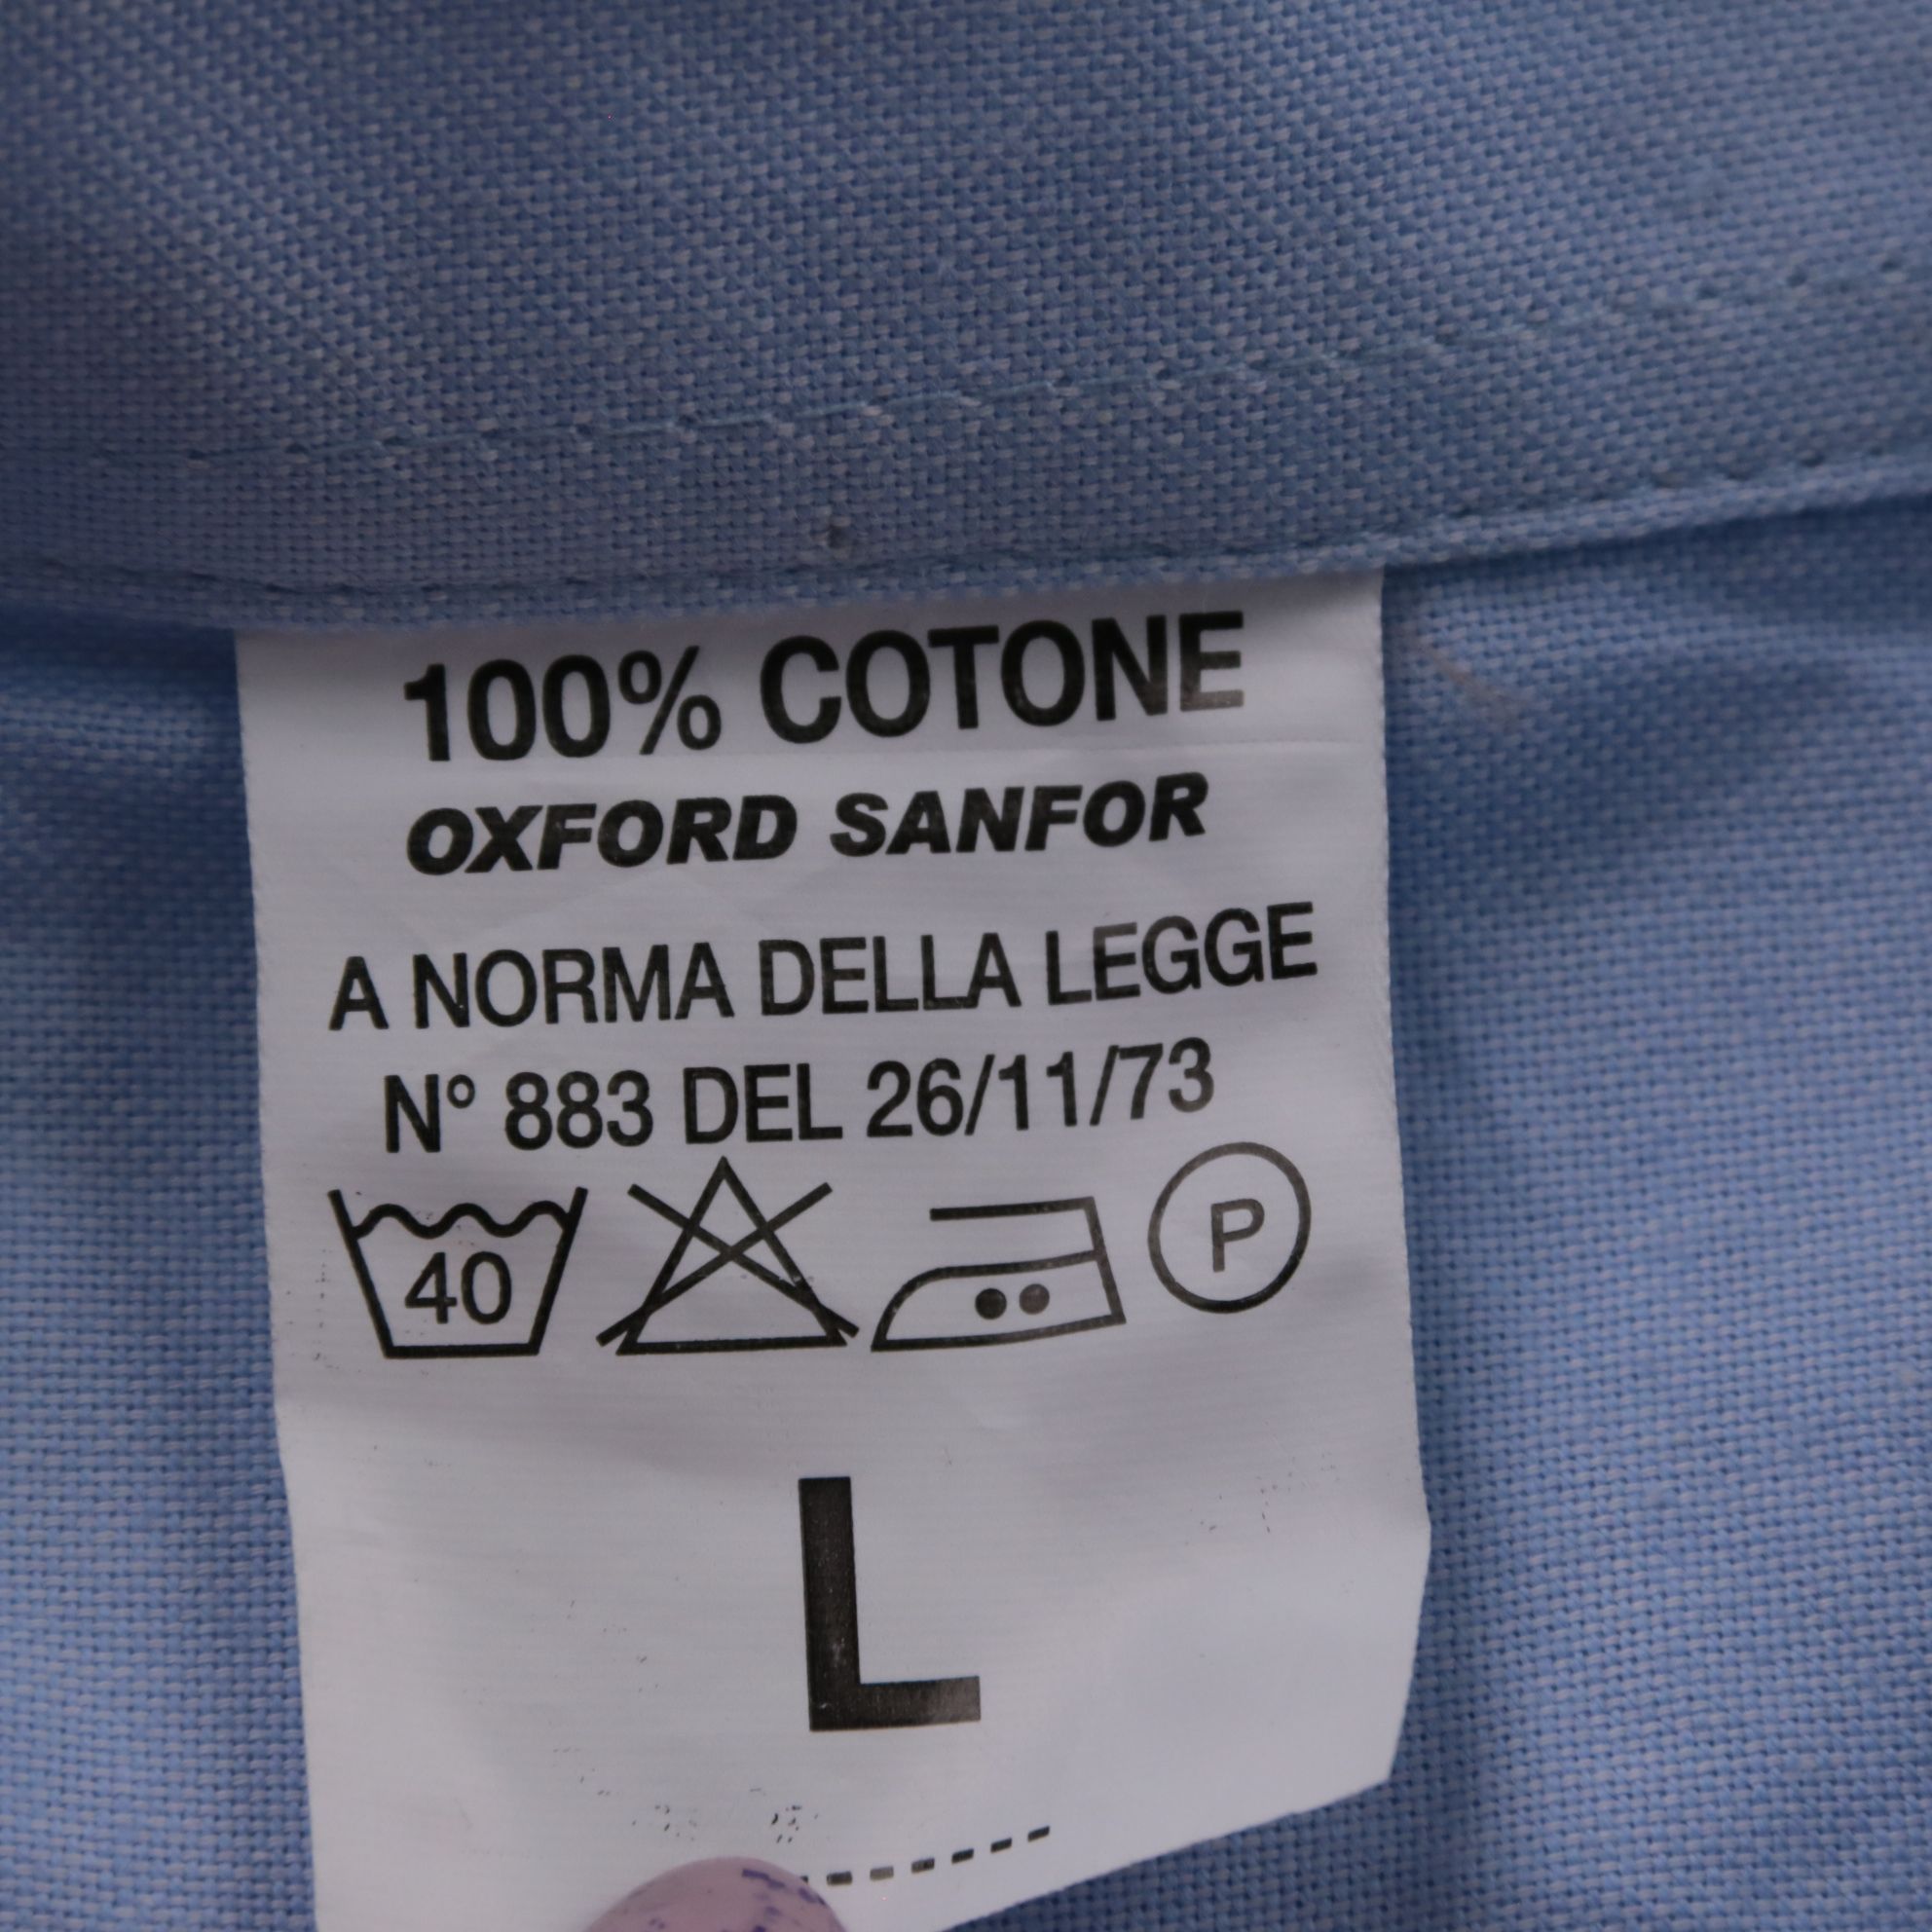 100% COTONE
OXFORD SANFOR
A NORMA DELLA LEGGE
N° 883 DEL 26/11/73
40 P
L